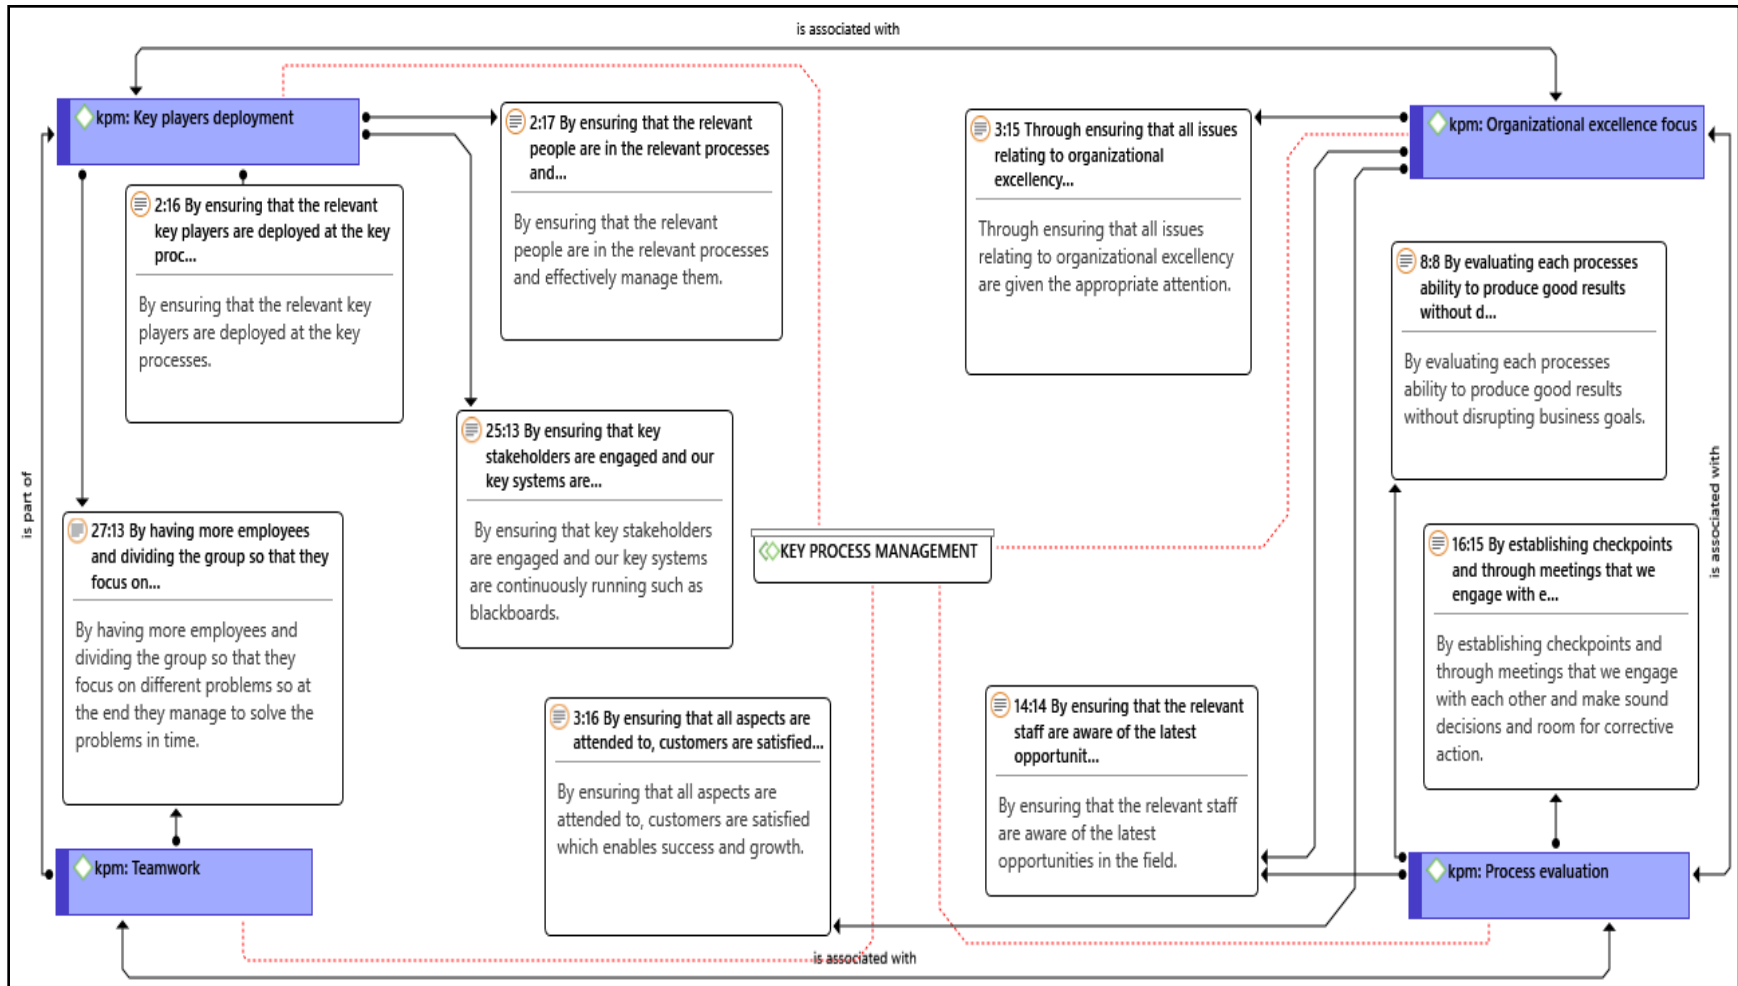 is associated with
kpm: Key players deployment
2:17 By ensuring that the relevant
people are in the relevant processes
and...
By ensuring that the relevant
people are in the relevant processes
and effectively manage them.
3:15 Through ensuring that all issues
relating to organizational
excellency...
Through ensuring that all issues
relating to organizational excellency
are given the appropriate attention.
kpm: Organizational excellence focus
2:16 By ensuring that the relevant
key players are deployed at the key
proc...
By ensuring that the relevant key
players are deployed at the key
processes.
8:8 By evaluating each processes
ability to produce good results
without d...
By evaluating each processes
ability to produce good results
without disrupting business goals.
25:13 By ensuring that key
stakeholders are engaged and our
key systems are...
By ensuring that key stakeholders
are engaged and our key systems
are continuously running such as
blackboards.
is part of
27:13 By having more employees
and dividing the group so that they
focus on...
By having more employees and
dividing the group so that they
focus on different problems so at
the end they manage to solve the
problems in time.
KEY PROCESS MANAGEMENT
16:15 By establishing checkpoints
and through meetings that we
engage with e...
By establishing checkpoints and
through meetings that we engage
with each other and make sound
decisions and room for corrective
action.
is associated with
3:16 By ensuring that all aspects are
attended to, customers are satisfied...
By ensuring that all aspects are
attended to, customers are satisfied
which enables success and growth.
14:14 By ensuring that the relevant
staff are aware of the latest
opportunit...
By ensuring that the relevant staff
are aware of the latest
opportunities in the field.
kpm: Teamwork
kpm: Process evaluation
is associated with